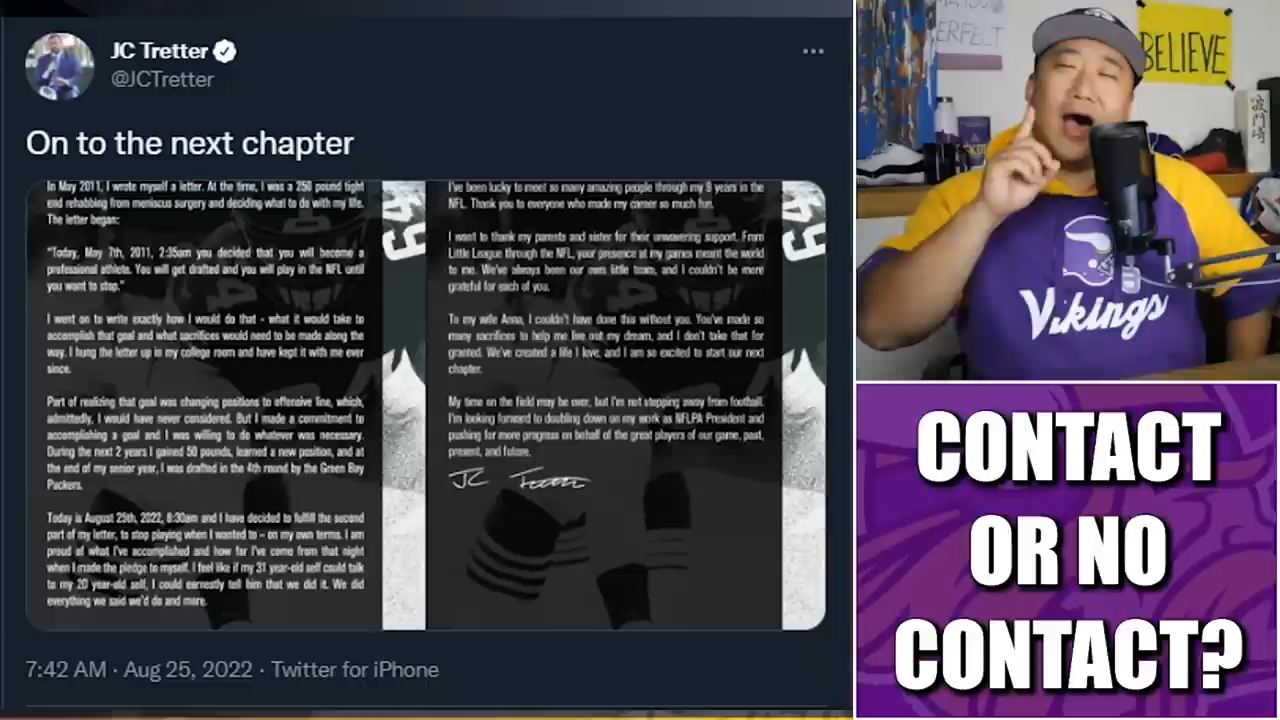 JC Tretter
@JCTretter
On to the next chapter
In May 2011, I wrote myself a letter. At the time, I was a 250 pound tight
end rehabbing from meniscus surgery and deciding what to do with my life.
The letter began:
"Today, May 7th, 2011, 2:35am you decided that you will become a
professional athlete. You will get drafted and you will play in the NFL until
you want to stop."
I went on to write exactly how I would do that - what it would take to
accomplish that goal and what sacrifices would need to be made along the
way. I hung the letter up in my college room and have kept it with me ever
since.
Part of realizing that goal was changing positions to offensive line, which,
admittedly, I would have never considered. But I made a commitment to
accomplishing a goal and I was willing to do whatever was necessary.
During the next 2 years I gained 50 pounds, learned a new position, and at
the end of my senior year, I was drafted in the 4th round by the Green Bay
Packers.
Today is August 25th, 2022, 8:30am and I have decided to fulfill the second
part of my letter, to stop playing when I wanted to - on my own terms. I am
proud of what I've accomplished and how far I've come from that night
when I made the pledge to myself. I feel like if my 31 year-old self could talk
to my 20 year-old self, I could earnestly tell him that we did it. We did
everything we said we'd do and more.
I've been lucky to meet so many amazing people through my 9 years in the
NFL. Thank you to everyone who made my career so much fun.
I want to thank my parents and sister for their unwavering support. From
Little League through the NFL, your presence at my games meant the world
to me. We've always been our own little team, and I couldn't be more
grateful for each of you.
To my wife Anna, I couldn't have done this without you. You've made so
many sacrifices to help me live out my dream, and I don't take that for
granted. We've created a life I love, and I am so excited to start our next
chapter.
My time on the field may be over, but I'm not stepping away from football.
I'm looking forward to doubling down on my work as NFLPA President and
pushing for more progress on behalf of the great players of our game, past,
present, and future.
JC Tretter
64
64
7:42 AM · Aug 25, 2022 · Twitter for iPhone
BELIEVE
Vikings
CONTACT
OR NO
CONTACT?